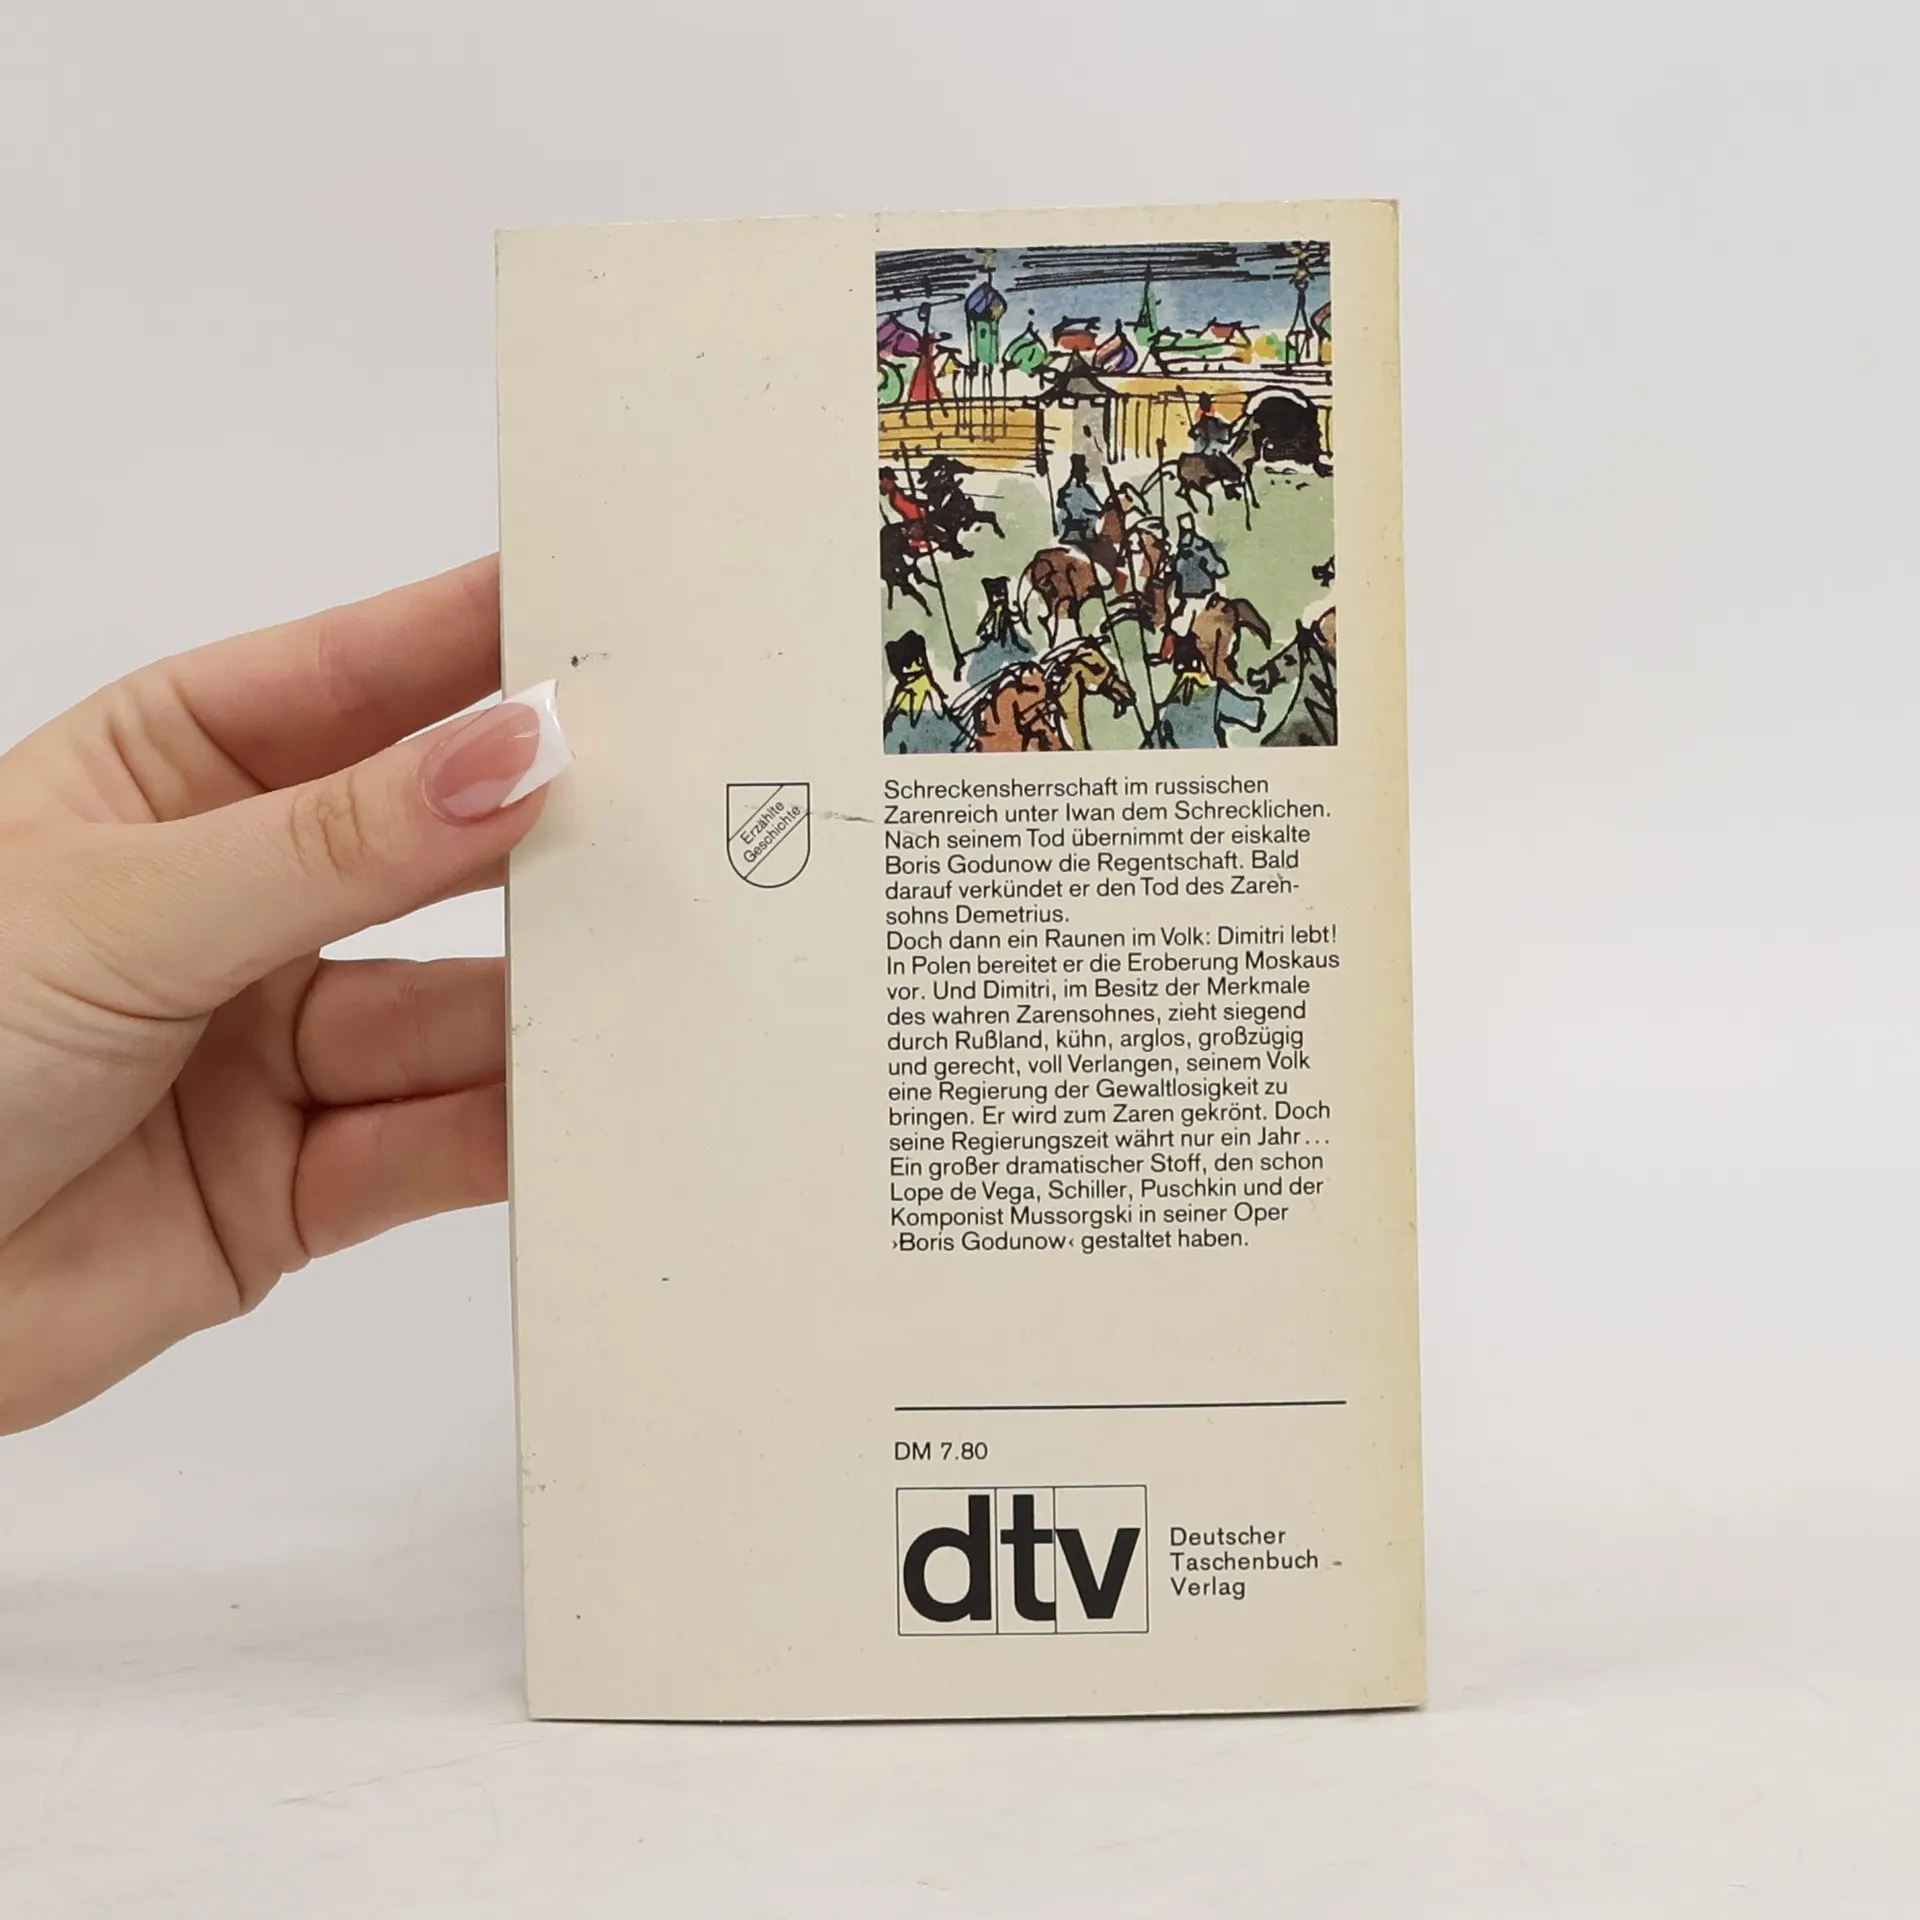 Erzählte
Geschichte
Schreckensherrschaft im russischen
Zarenreich unter Iwan dem Schrecklichen.
Nach seinem Tod übernimmt der eiskalte
Boris Godunow die Regentschaft. Bald
darauf verkündet er den Tod des Zaren-
sohns Demetrius.
Doch dann ein Raunen im Volk: Dimitri lebt!
In Polen bereitet er die Eroberung Moskaus
vor. Und Dimitri, im Besitz der Merkmale
des wahren Zarensohnes, zieht siegend
durch Rußland, kühn, arglos, großzügig
und gerecht, voll Verlangen, seinem Volk
eine Regierung der Gewaltlosigkeit zu
bringen. Er wird zum Zaren gekrönt. Doch
seine Regierungszeit währt nur ein Jahr...
Ein großer dramatischer Stoff, den schon
Lope de Vega, Schiller, Puschkin und der
Komponist Mussorgski in seiner Oper
›Boris Godunow‹ gestaltet haben.
DM 7.80
dtv
Deutscher
Taschenbuch
Verlag